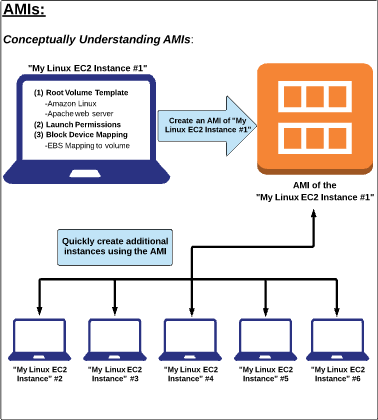 AMIs:
Conceptually Understanding AMIs:
"My Linux EC2 Instance #1"
(1) Root Volume Template
-Amazon Linux
-Apache web server
(2) Launch Permissions
(3) Block Device Mapping
-EBS Mapping to volume
Create an AMI of "My
Linux EC2 Instance #1"
AMI of the
"My Linux EC2 Instance #1"
Quickly create additional
instances using the AMI
"My Linux EC2
Instance" #2
"My Linux EC2
Instance" #3
"My Linux EC2
Instance" #4
"My Linux EC2
Instance" #5
"My Linux EC2
Instance" #6